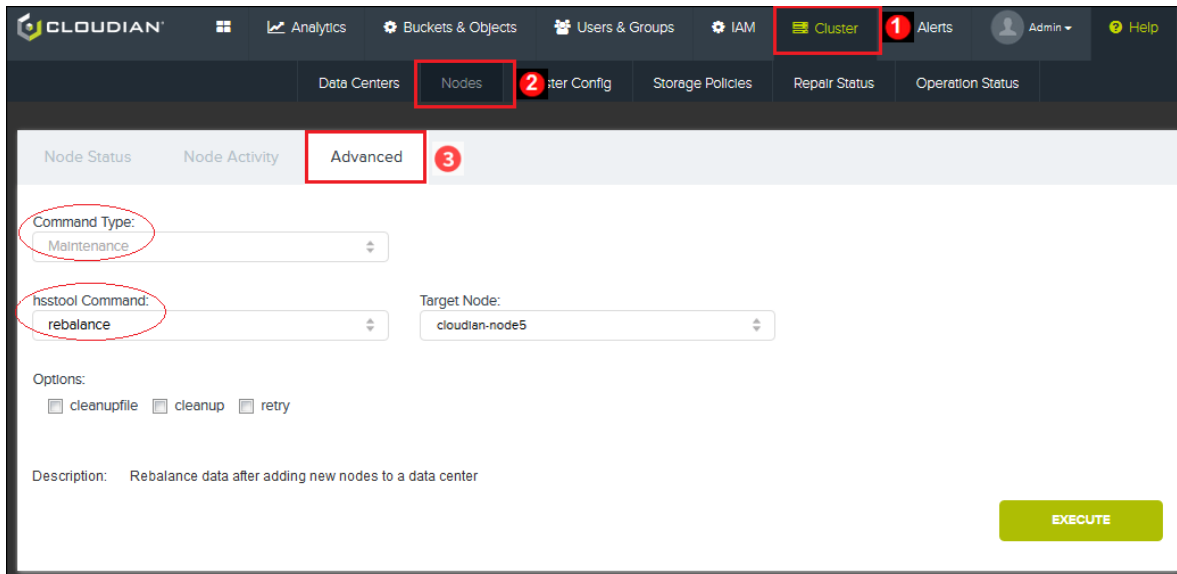 CLOUDIAN Analytics Buckets & Objects Users & Groups IAM Cluster 1 Alerts Admin Help
Data Centers Nodes 2 ster Config Storage Policies Repair Status Operation Status
Node Status Node Activity Advanced 3
Command Type:
Maintenance
hsstool Command: Target Node:
rebalance cloudian-node5
Options:
cleanupfile cleanup retry
Description: Rebalance data after adding new nodes to a data center
EXECUTE